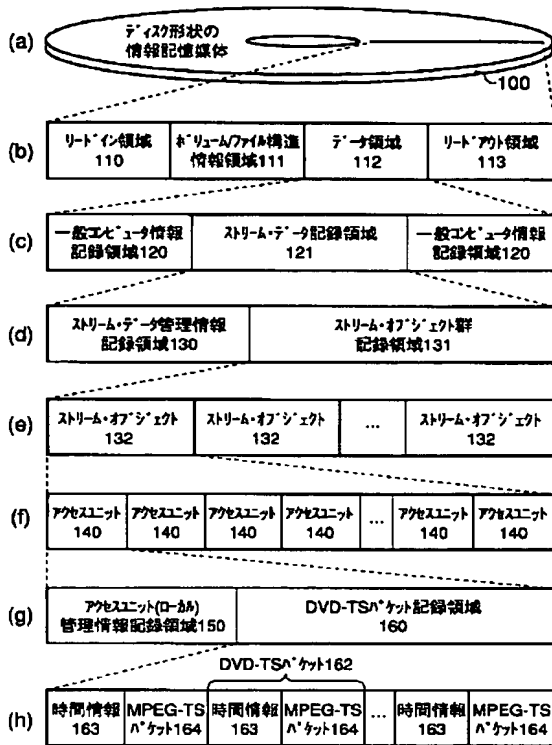 (a)
ディスク形状の
情報記憶媒体
100
(b)
リードイン領域
110
ボリューム/ファイル構造
情報領域111
データ領域
112
リードアウト領域
113
(c)
一般コンピュータ情報
記録領域120
ストリーム・データ記録領域
121
一般コンピュータ情報
記録領域120
(d)
ストリーム・データ管理情報
記録領域130
ストリーム・オブジェクト群
記録領域131
(e)
ストリーム・オブジェクト
132
ストリーム・オブジェクト
132
...
ストリーム・オブジェクト
132
(f)
アクセスユニット
140
アクセスユニット
140
アクセスユニット
140
アクセスユニット
140
...
アクセスユニット
140
アクセスユニット
140
(g)
アクセスユニット(ローカル)
管理情報記録領域150
DVD-TSパケット記録領域
160
DVD-TSパケット162
(h)
時間情報
163
MPEG-TS
パケット164
時間情報
163
MPEG-TS
パケット164
...
時間情報
163
MPEG-TS
パケット164